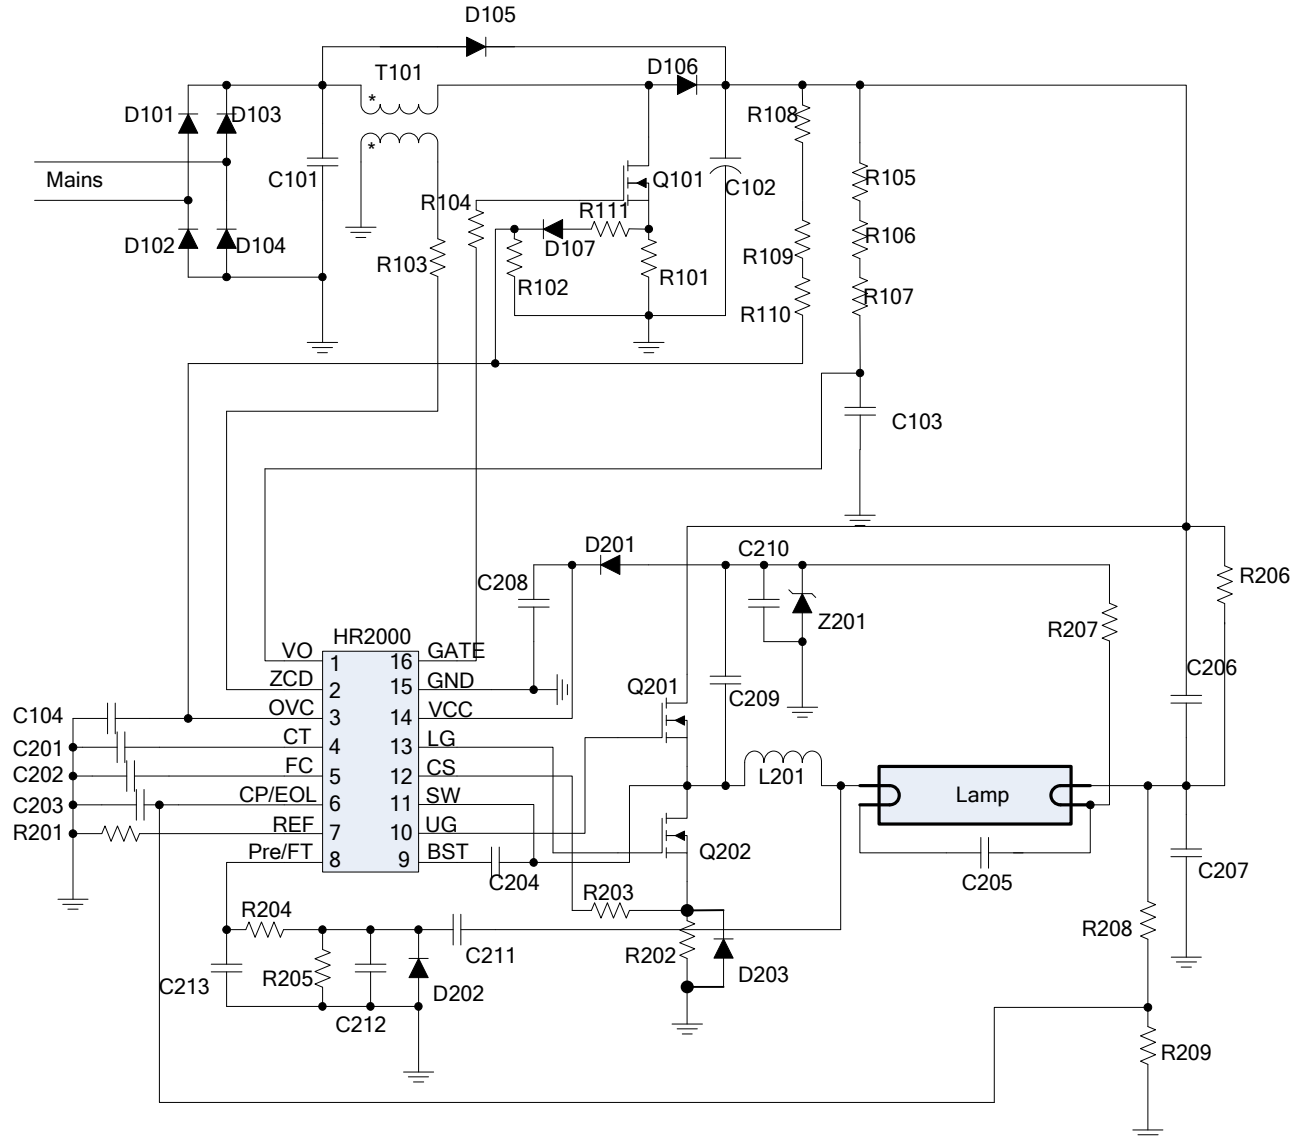 D105
T101
D106
*
D101
D103
R108
*
Mains
C101
Q101
C102
R105
R104
R111
D102
D104
D107
R106
R109
R103
R102
R101
R107
R110
C103
D201
C210
C208
R206
Z201
R207
HR2000
VO 1 16 GATE
ZCD 2 15 GND
C104 OVC 3 14 VCC
C201 CT 4 13 LG
C202 FC 5 12 CS
C203 CP/EOL 6 11 SW
R201 REF 7 10 UG
Pre/FT 8 9 BST
C206
Q201
C209
L201
Lamp
Q202
C204
C205
C207
R203
R204
R208
C211
R202
C213
R205
D202
D203
C212
R209